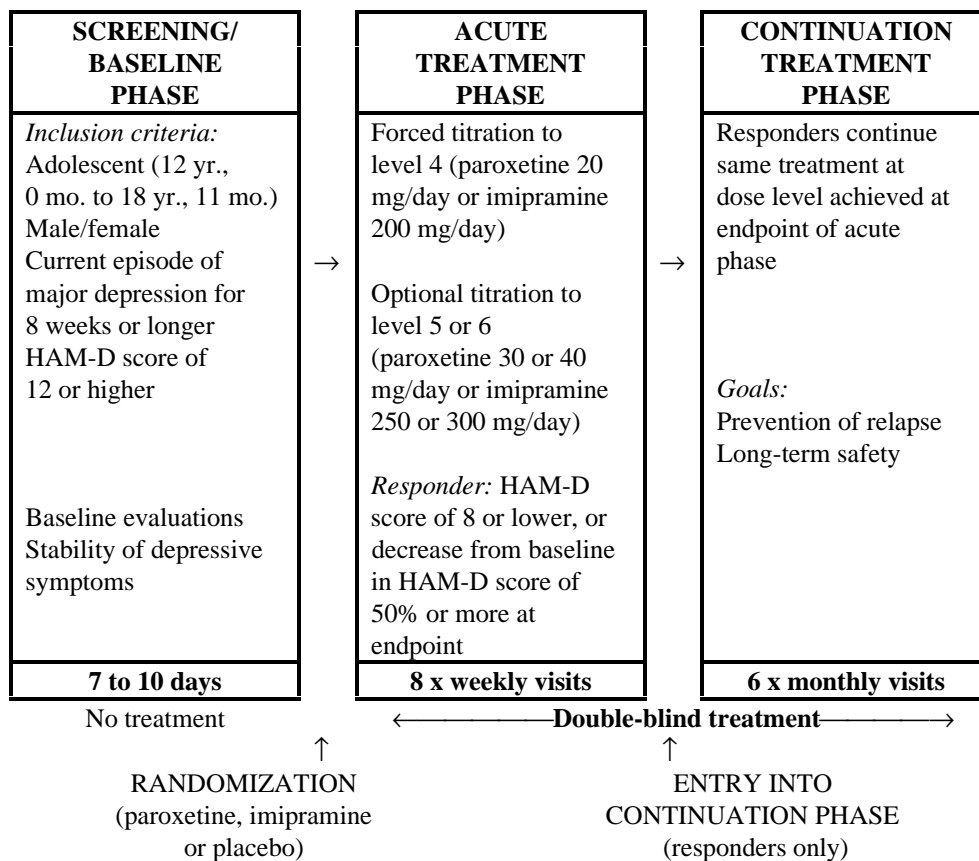 SCREENING/
BASELINE
PHASE
Inclusion criteria:
Adolescent (12 yr.,
0 mo. to 18 yr., 11 mo.)
Male/female
Current episode of
major depression for
8 weeks or longer
HAM-D score of
12 or higher
Baseline evaluations
Stability of depressive
symptoms
7 to 10 days
No treatment
→
ACUTE
TREATMENT
PHASE
Forced titration to
level 4 (paroxetine 20
mg/day or imipramine
200 mg/day)
Optional titration to
level 5 or 6
(paroxetine 30 or 40
mg/day or imipramine
250 or 300 mg/day)
Responder: HAM-D
score of 8 or lower, or
decrease from baseline
in HAM-D score of
50% or more at
endpoint
8 x weekly visits
→
CONTINUATION
TREATMENT
PHASE
Responders continue
same treatment at
dose level achieved at
endpoint of acute
phase
Goals:
Prevention of relapse
Long-term safety
6 x monthly visits
←————Double-blind treatment————→
↑
RANDOMIZATION
(paroxetine, imipramine
or placebo)
↑
ENTRY INTO
CONTINUATION PHASE
(responders only)